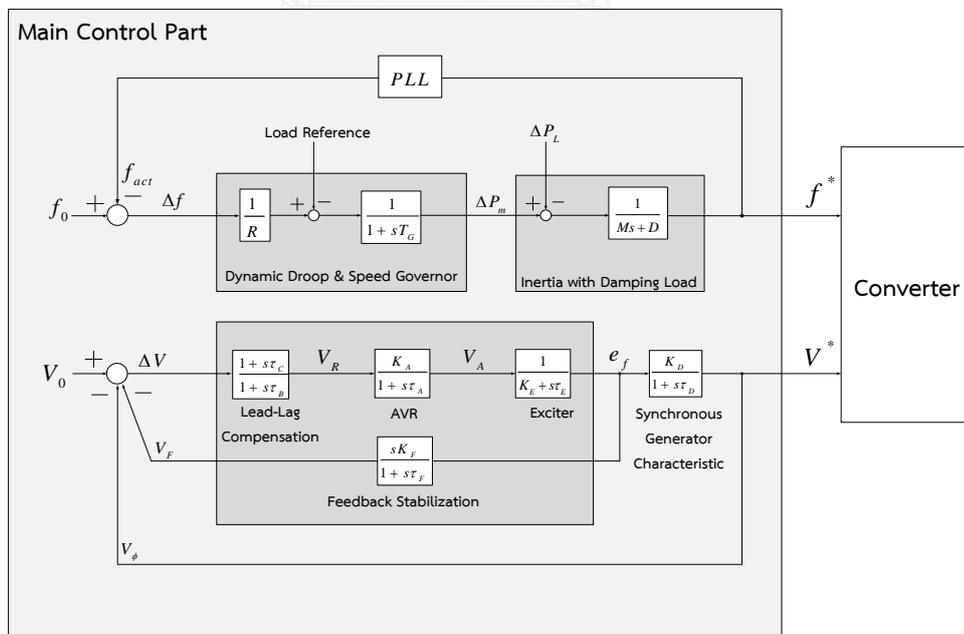 Main Control Part
PLL
Load Reference
ΔP_L
f_act
f_0 + − Δf
1/R
+ −
1/(1 + sT_G)
ΔP_m
+ −
1/(Ms + D)
f*
Dynamic Droop & Speed Governor
Inertia with Damping Load
Converter
V_0 + − − ΔV
(1 + sτ_C)/(1 + sτ_B)
V_R
K_A/(1 + sτ_A)
V_A
1/(K_E + sτ_E)
e_f
K_D/(1 + sτ_D)
V*
Lead-Lag
Compensation
AVR
Exciter
Synchronous
Generator
Characteristic
V_F
sK_F/(1 + sτ_F)
Feedback Stabilization
V_ϕ